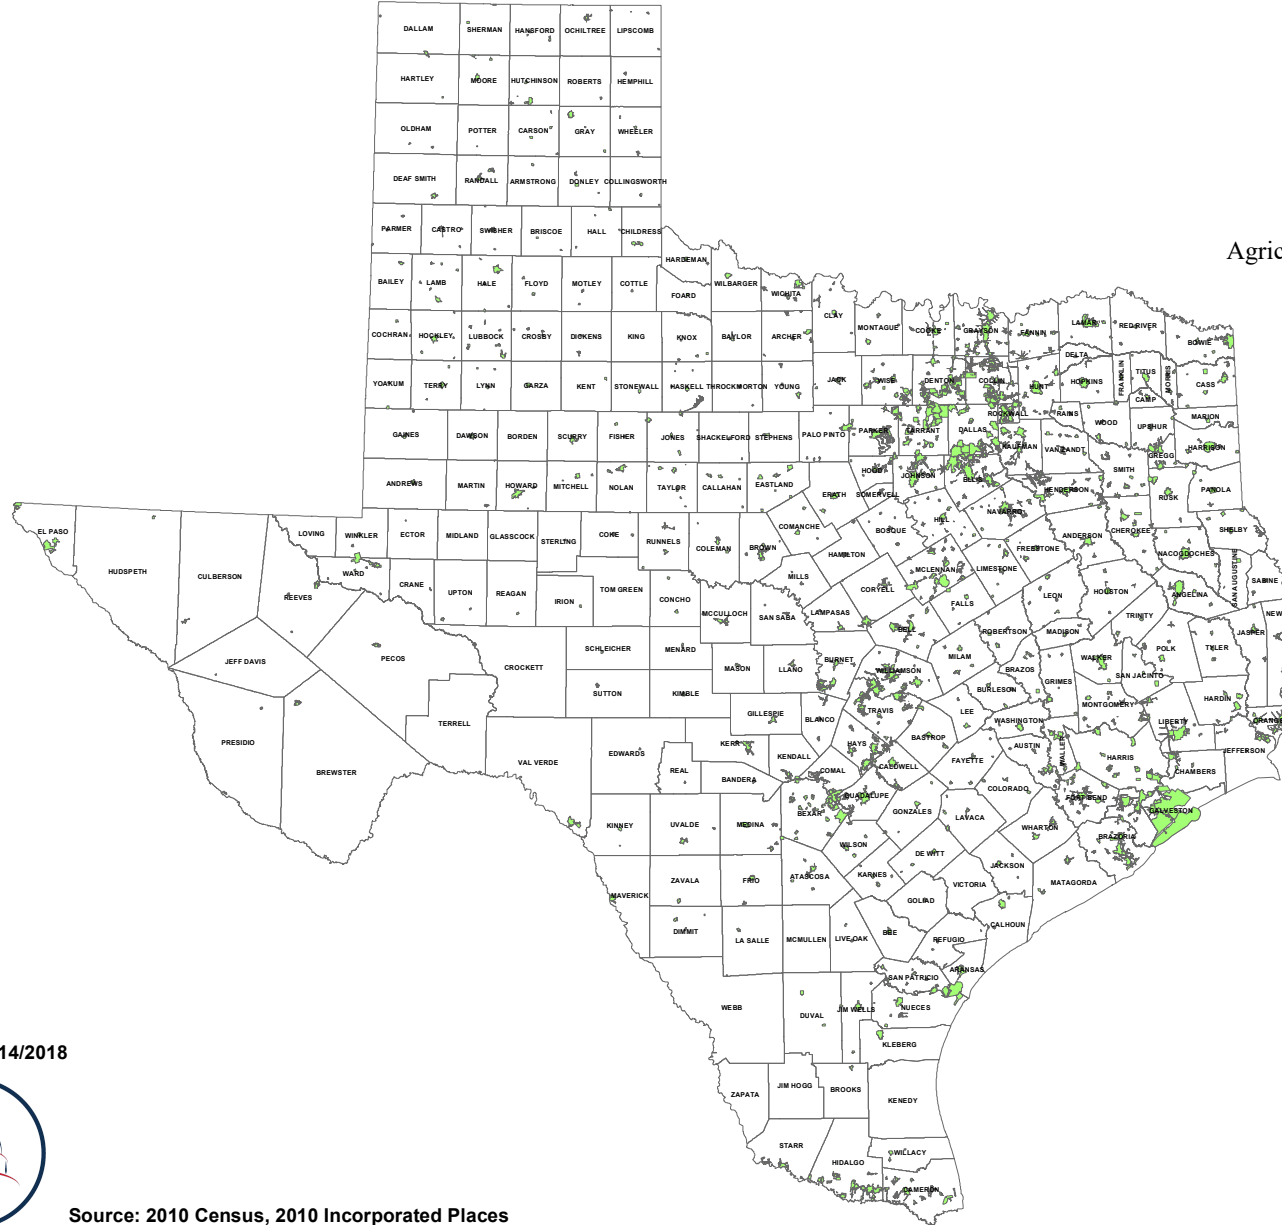 DALLAM SHERMAN HANSFORD OCHILTREE LIPSCOMB
HARTLEY MOORE HUTCHINSON ROBERTS HEMPHILL
OLDHAM POTTER CARSON GRAY WHEELER
DEAF SMITH RANDALL ARMSTRONG DONLEY COLLINGSWORTH
PARMER CASTRO SWISHER BRISCOE HALL CHILDRESS
Agric
HARDEMAN
BAILEY LAMB HALE FLOYD MOTLEY COTTLE FOARD WILBARGER WICHITA
CLAY MONTAGUE COOKE GRAYSON FANNIN LAMAR RED RIVER BOWIE
COCHRAN HOCKLEY LUBBOCK CROSBY DICKENS KING KNOX BAYLOR ARCHER
DELTA FRANKLIN TITUS MORRIS CASS
YOAKUM TERRY LYNN GARZA KENT STONEWALL HASKELL THROCKMORTON YOUNG JACK WISE DENTON COLLIN HUNT HOPKINS
CAMP
ROCKWALL RAINS WOOD UPSHUR MARION
GAINES DAWSON BORDEN SCURRY FISHER JONES SHACKELFORD STEPHENS PALO PINTO PARKER TARRANT DALLAS KAUFMAN VAN ZANDT GREGG HARRISON
ANDREWS MARTIN HOWARD MITCHELL NOLAN TAYLOR CALLAHAN EASTLAND HOOD JOHNSON ELLIS SMITH
ERATH SOMERVELL HENDERSON RUSK PANOLA
EL PASO HUDSPETH CULBERSON LOVING WINKLER ECTOR MIDLAND GLASSCOCK STERLING COKE RUNNELS COLEMAN BROWN COMANCHE BOSQUE HILL NAVARRO ANDERSON CHEROKEE SHELBY
REEVES WARD CRANE UPTON REAGAN IRION TOM GREEN CONCHO MCCULLOCH SAN SABA MILLS HAMILTON CORYELL MCLENNAN LIMESTONE FREESTONE NACOGDOCHES SAN AUGUSTINE SABINE
LAMPASAS FALLS LEON HOUSTON ANGELINA
BELL ROBERTSON MADISON TRINITY JASPER NEW
JEFF DAVIS PECOS CROCKETT SCHLEICHER MENARD MASON LLANO BURNET WILLIAMSON MILAM BRAZOS WALKER POLK TYLER
SUTTON KIMBLE BURLESON GRIMES SAN JACINTO HARDIN
PRESIDIO BREWSTER TERRELL GILLESPIE BLANCO TRAVIS LEE WASHINGTON MONTGOMERY LIBERTY ORANGE
VAL VERDE EDWARDS KERR KENDALL HAYS BASTROP AUSTIN WALLER HARRIS JEFFERSON
REAL BANDERA COMAL CALDWELL FAYETTE CHAMBERS
GUADALUPE COLORADO FORT BEND GALVESTON
KINNEY UVALDE MEDINA BEXAR GONZALES LAVACA WHARTON BRAZORIA
WILSON DE WITT
MAVERICK ZAVALA FRIO ATASCOSA KARNES JACKSON MATAGORDA
VICTORIA
GOLIAD CALHOUN
DIMMIT LA SALLE MCMULLEN LIVE OAK BEE REFUGIO
SAN PATRICIO ARANSAS
WEBB DUVAL JIM WELLS NUECES
KLEBERG
14/2018
ZAPATA JIM HOGG BROOKS KENEDY
STARR HIDALGO WILLACY
CAMERON
Source: 2010 Census, 2010 Incorporated Places